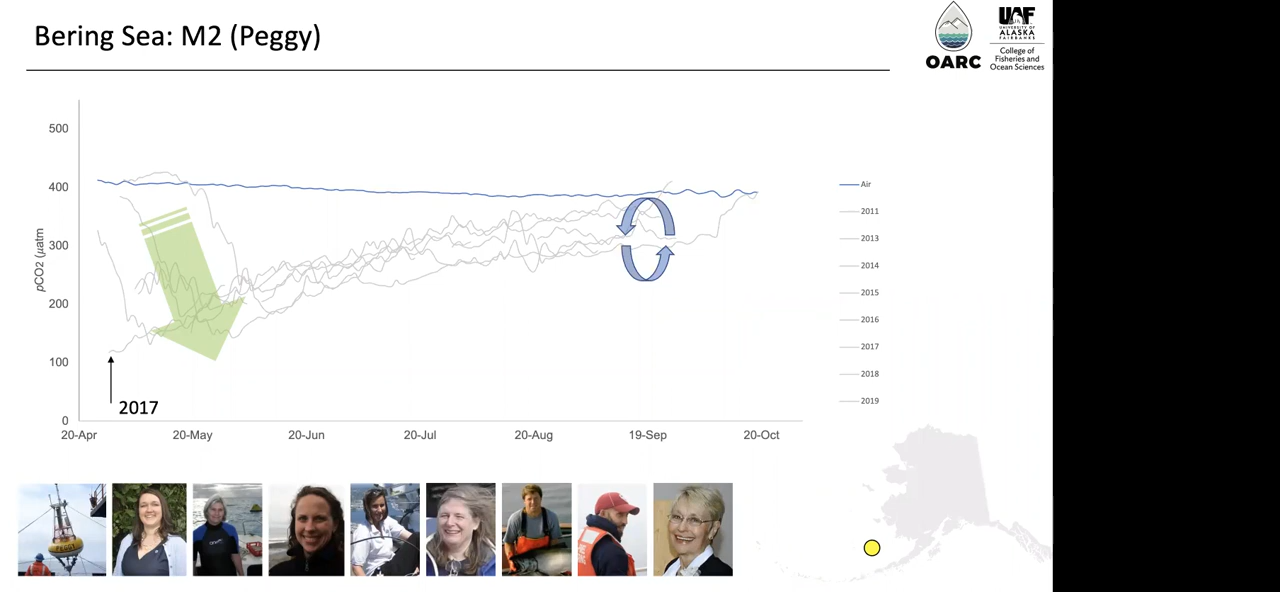 Bering Sea: M2 (Peggy)
OARC
UAF
UNIVERSITY OF
ALASKA
FAIRBANKS
College of
Fisheries and
Ocean Sciences
pCO2 (μatm
500
400
300
200
100
0
20-Apr
20-May
20-Jun
20-Jul
20-Aug
19-Sep
20-Oct
2017
Air
2011
2013
2014
2015
2016
2017
2018
2019
PEGGY